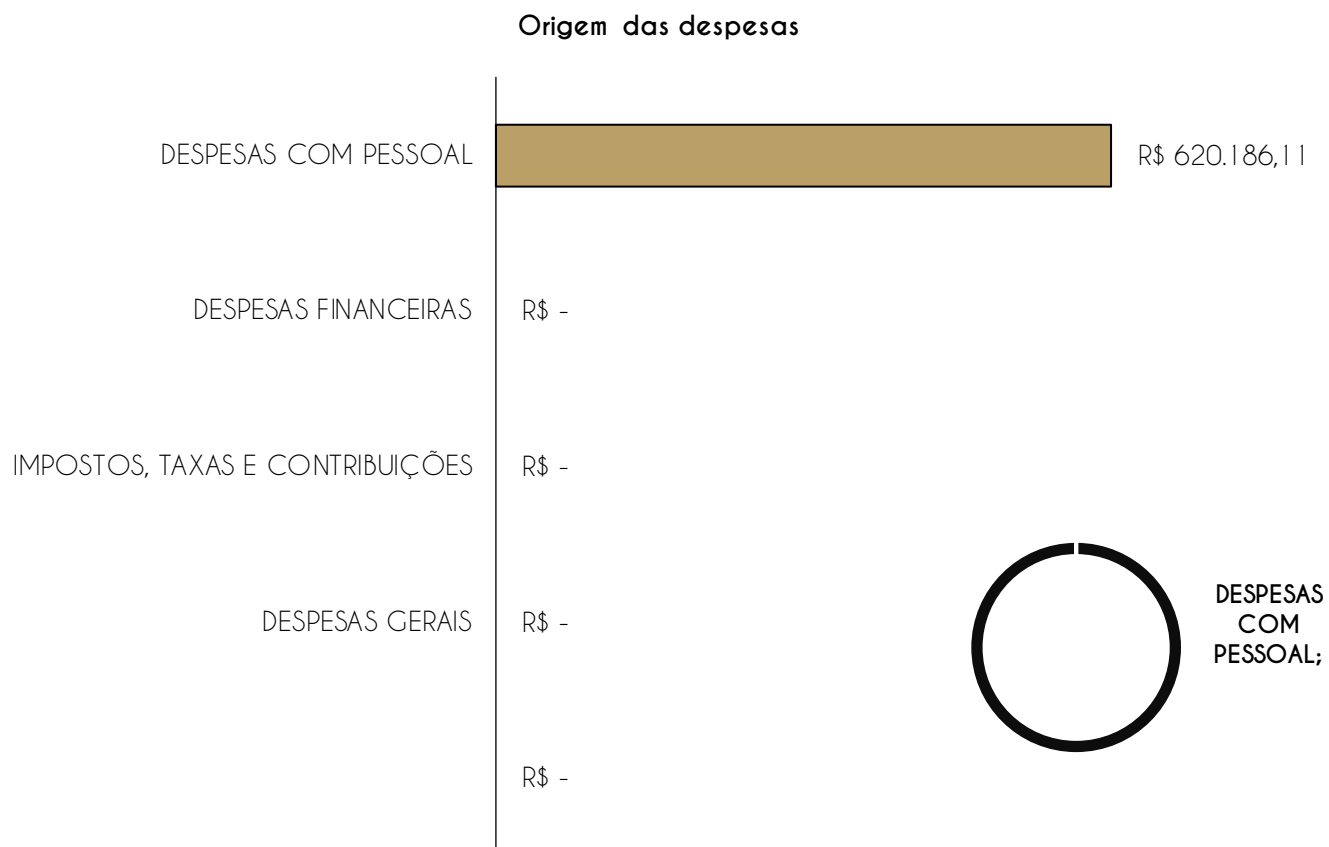 Origem das despesas
DESPESAS COM PESSOAL
R$ 620.186,11
DESPESAS FINANCEIRAS
R$ -
IMPOSTOS, TAXAS E CONTRIBUIÇÕES
R$ -
DESPESAS GERAIS
R$ -
DESPESAS
COM
PESSOAL;
R$ -